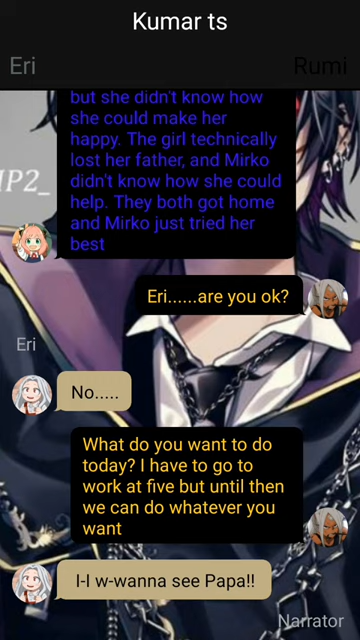 Kumar ts
Eri
Rumi
but she didn't know how
she could make her
happy. The girl technically
lost her father, and Mirko
didn't know how she could
help. They both got home
and Mirko just tried her
best
IP2_
Eri......are you ok?
Eri
No.....
What do you want to do
today? I have to go to
work at five but until then
we can do whatever you
want
I-I w-wanna see Papa!!
Narrator